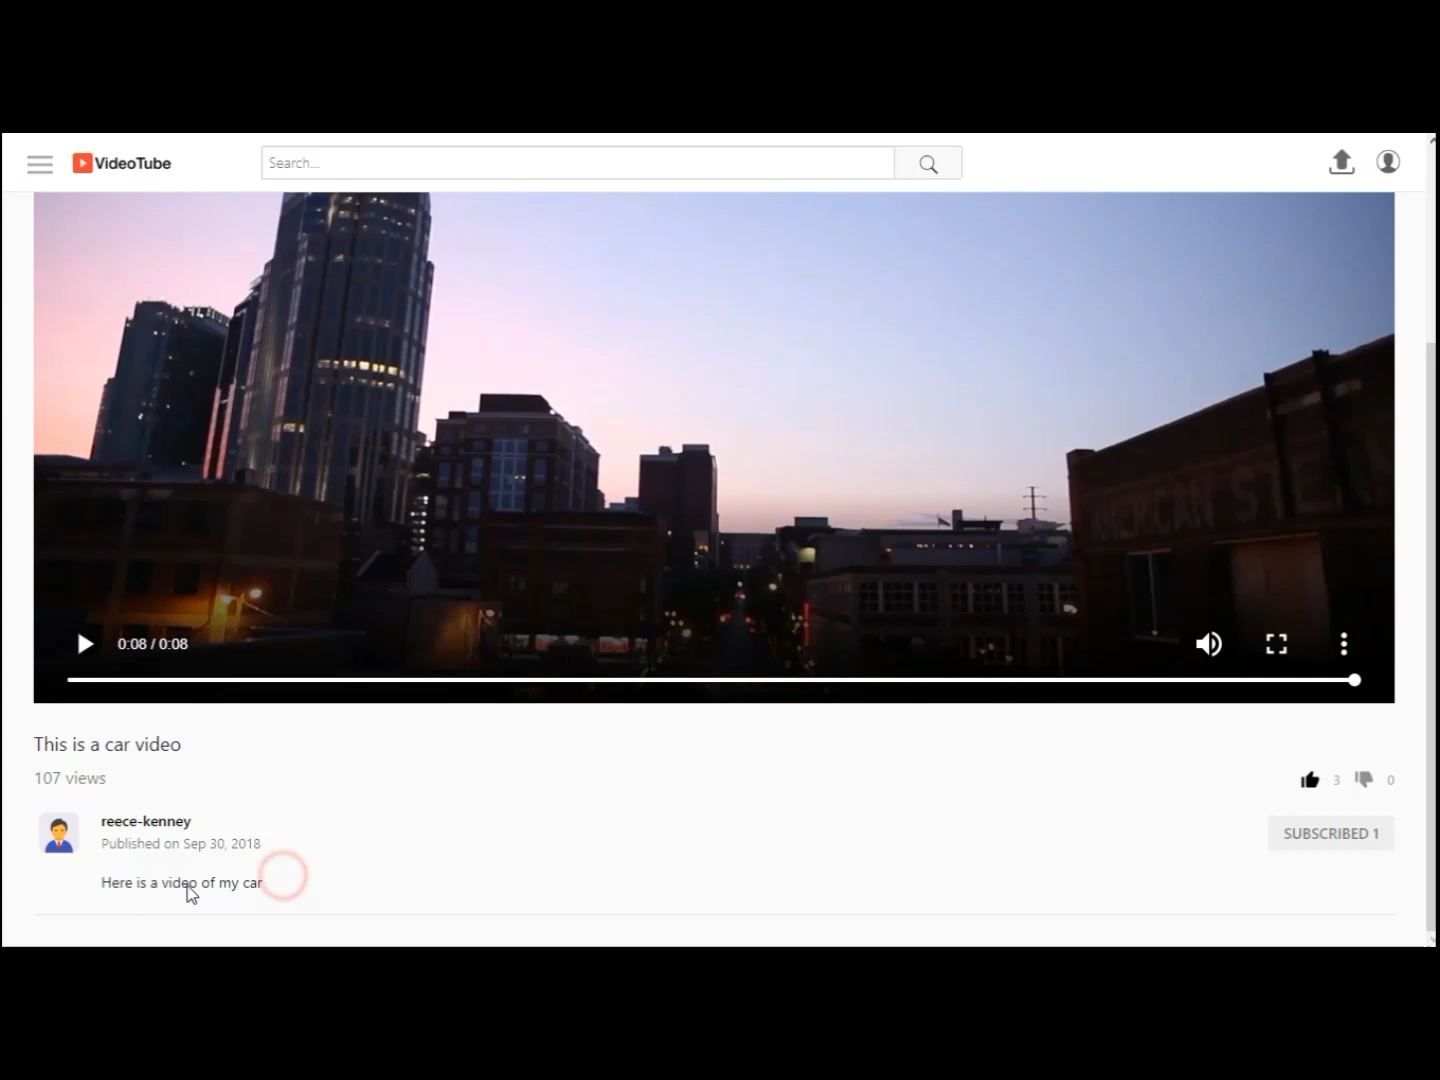 VideoTube
Search...
0:08 / 0:08
This is a car video
107 views
3
0
reece-kenney
Published on Sep 30, 2018
SUBSCRIBED 1
Here is a video of my car